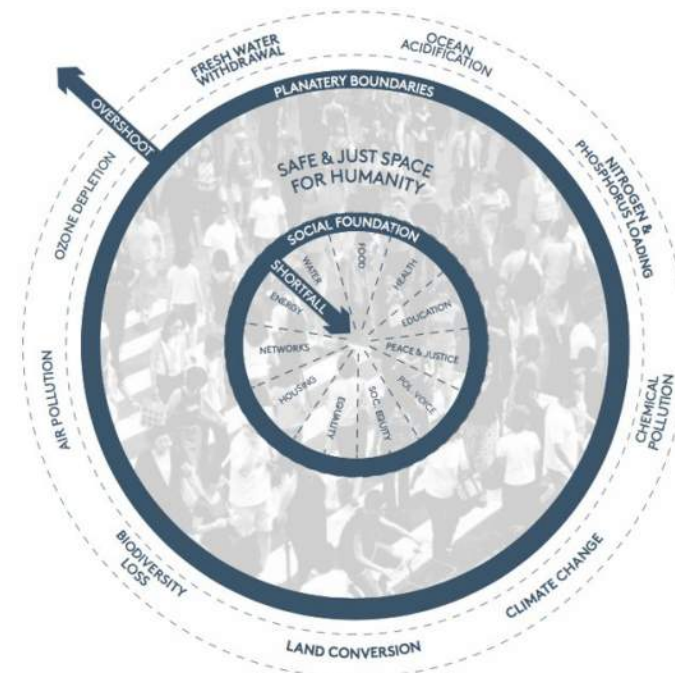 FRESH WATER
WITHDRAWAL
OCEAN
ACIDIFICATION
PLANATERY BOUNDARIES
OVERSHOOT
SAFE & JUST SPACE
FOR HUMANITY
NITROGEN &
PHOSPHORUS LOADING
OZONE DEPLETION
SOCIAL FOUNDATION
SHORTFALL
WATER
FOOD
HEALTH
ENERGY
EDUCATION
NETWORKS
PEACE & JUSTICE
HOUSING
POL. VOICE
EQUALITY
SOC. EQUITY
AIR POLLUTION
CHEMICAL
POLLUTION
BIODIVERSITY
LOSS
CLIMATE CHANGE
LAND CONVERSION